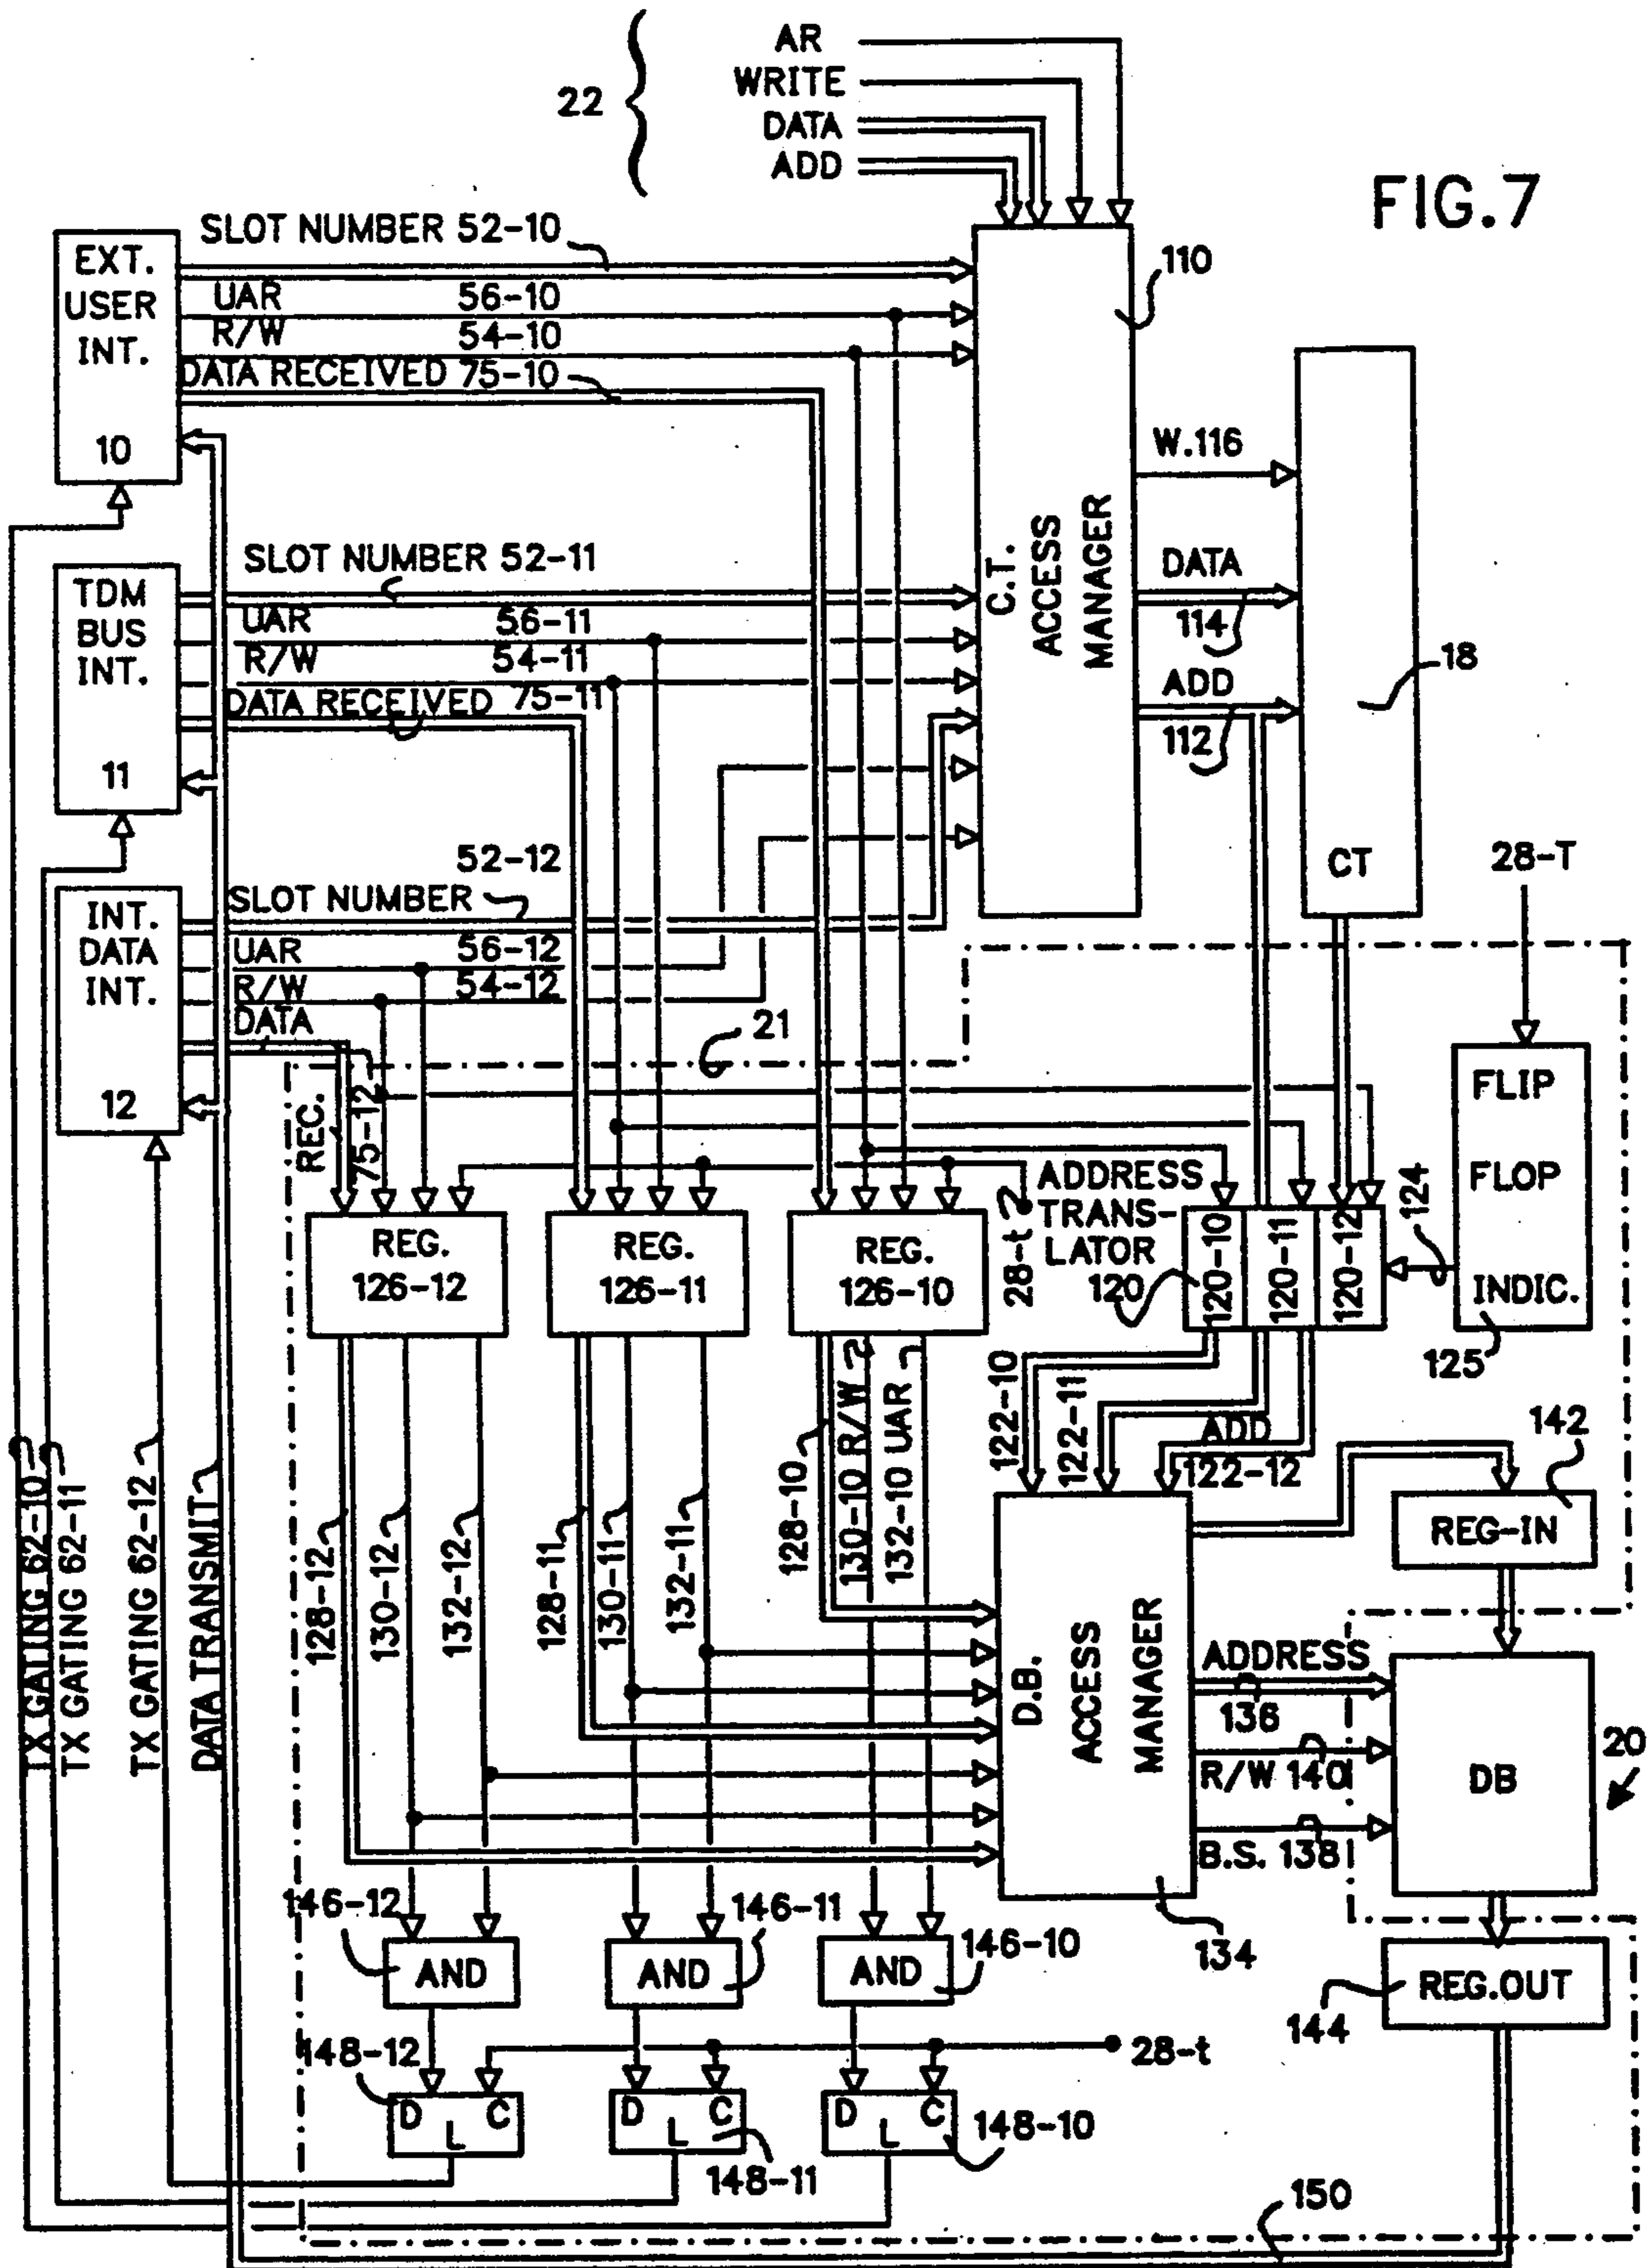 AR
WRITE
DATA
ADD
22
FIG.7
SLOT NUMBER 52-10
UAR 56-10
R/W 54-10
DATA RECEIVED 75-10
EXT.
USER
INT.
10
110
C.T.
ACCESS
MANAGER
W.116
DATA
114
ADD
112
18
CT
SLOT NUMBER 52-11
UAR 56-11
R/W 54-11
DATA RECEIVED 75-11
TDM
BUS
INT.
11
52-12
SLOT NUMBER
UAR 56-12
R/W 54-12
DATA
REC.
75-12
INT.
DATA
INT.
12
21
28-T
FLIP
FLOP
INDIC.
125
124
ADDRESS
TRANS-
LATOR
120
120-10
120-11
120-12
28-t
REG.
126-12
REG.
126-11
REG.
126-10
122-10
122-11
ADD
122-12
142
REG-IN
128-12
130-12
132-12
128-11
130-11
132-11
128-10
130-10 R/W
132-10 UAR
TX GATING 62-10
TX GATING 62-11
TX GATING 62-12
DATA TRANSMIT
D.B.
ACCESS
MANAGER
134
ADDRESS
136
R/W 140
B.S. 138
DB
20
146-12
AND
146-11
AND
146-10
AND
144
REG.OUT
148-12
D C
L
D C
L
148-11
D C
L
148-10
28-t
150